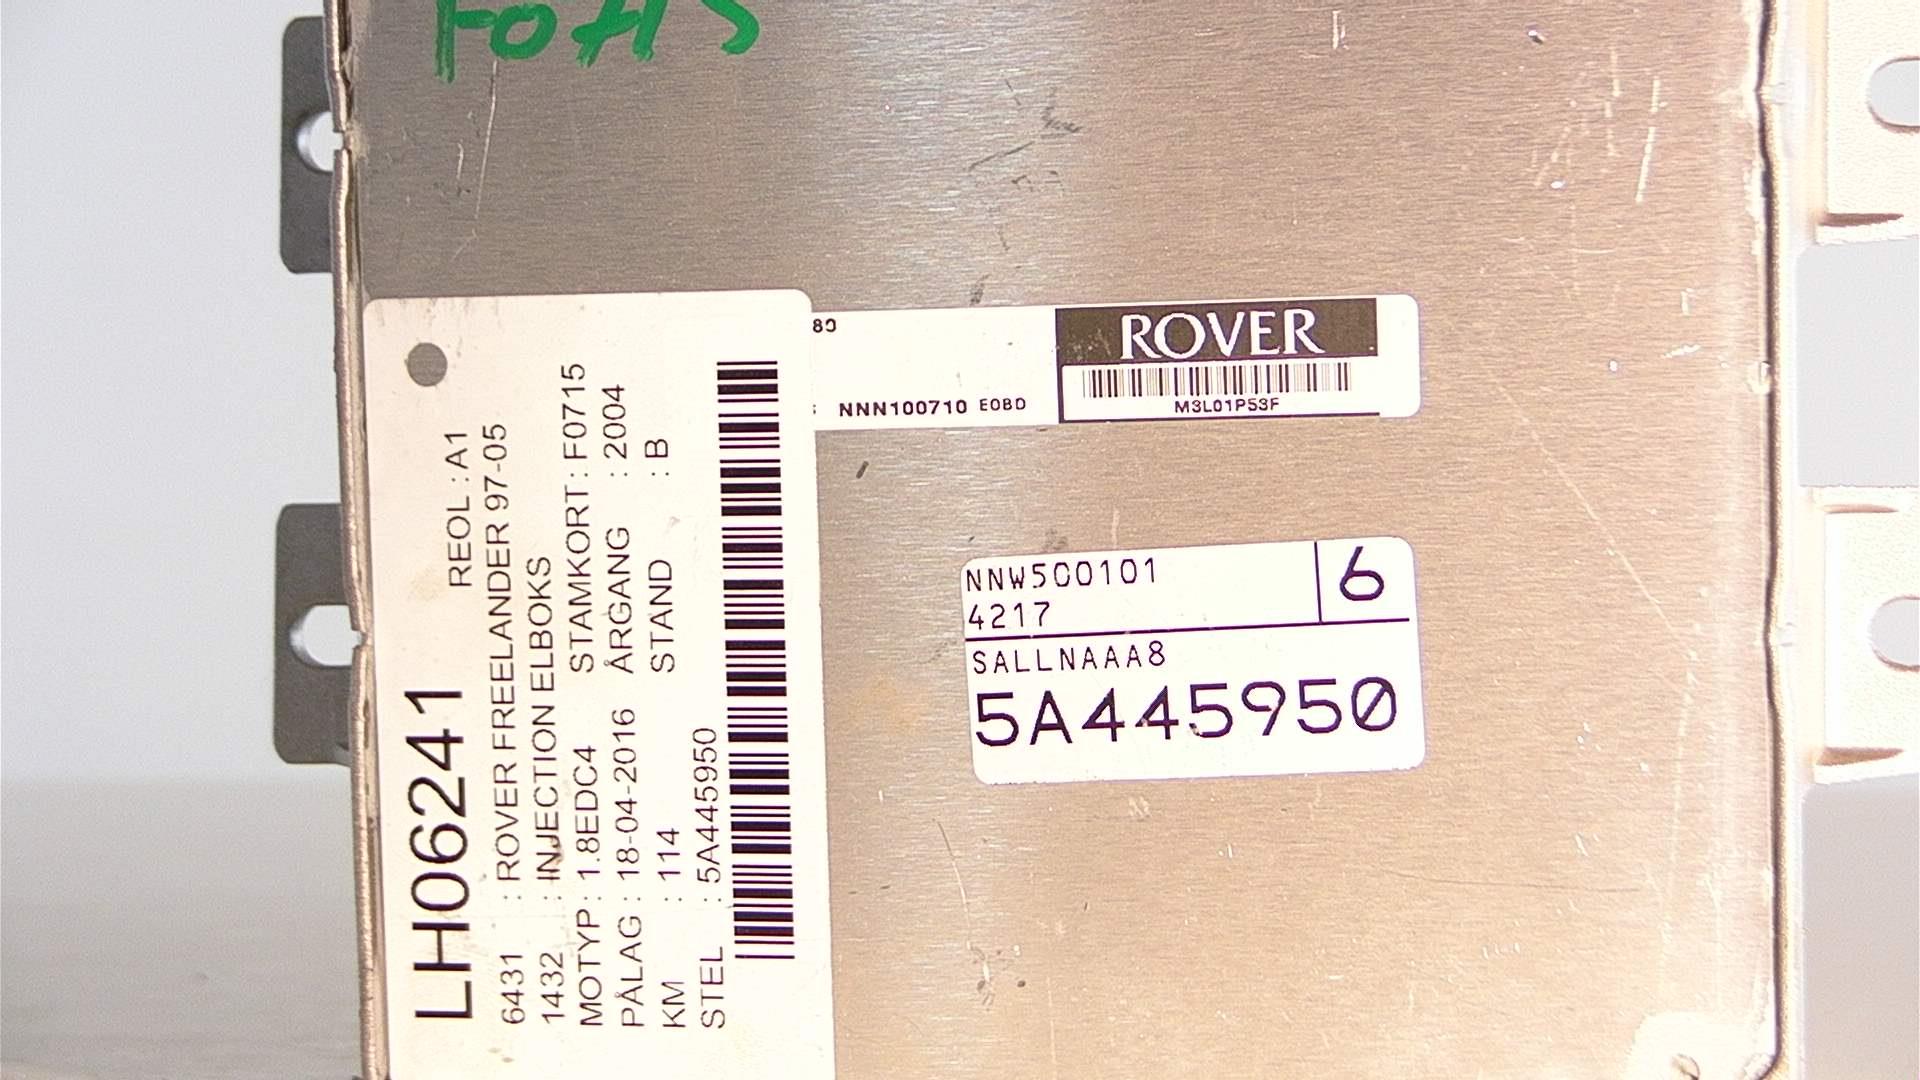 ROVER
NNN100710 EOBD
M3L01P53F
NNW500101
6
4217
SALLNAAA8
5A445950
LH06241
REOL : A1
6431 : ROVER FREELANDER 97-05
1432 : INJECTION ELBOKS
MOTYP : 1.8EDC4 STAMKORT : F0715
PÅLAG : 18-04-2016 ÅRGANG : 2004
KM : 114 STAND : B
STEL : 5A445950